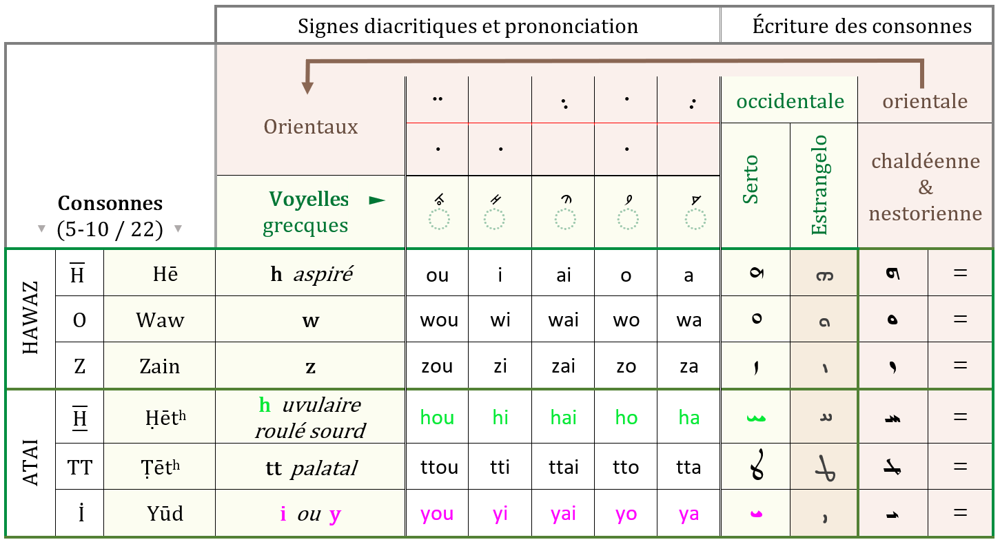 Signes diacritiques et prononciation Écriture des consonnes
Orientaux occidentale orientale
Serto Estrangelo chaldéenne
&
nestorienne
Consonnes
(5-10 / 22)
Voyelles ►
grecques
HAWAZ
H̅ Hē h aspiré ou i ai o a ܗ ܗ ܗ =
O Waw w wou wi wai wo wa ܘ ܘ ܘ =
Z Zain z zou zi zai zo za ܙ ܙ ܙ =
ATAI
H̲̅ Ḥētʰ h uvulaire
roulé sourd
hou hi hai ho ha ܚ ܚ ܚ =
TT Ṭētʰ tt palatal ttou tti ttai tto tta ܛ ܛ ܛ =
İ Yūd i ou y you yi yai yo ya ܝ ܝ ܝ =